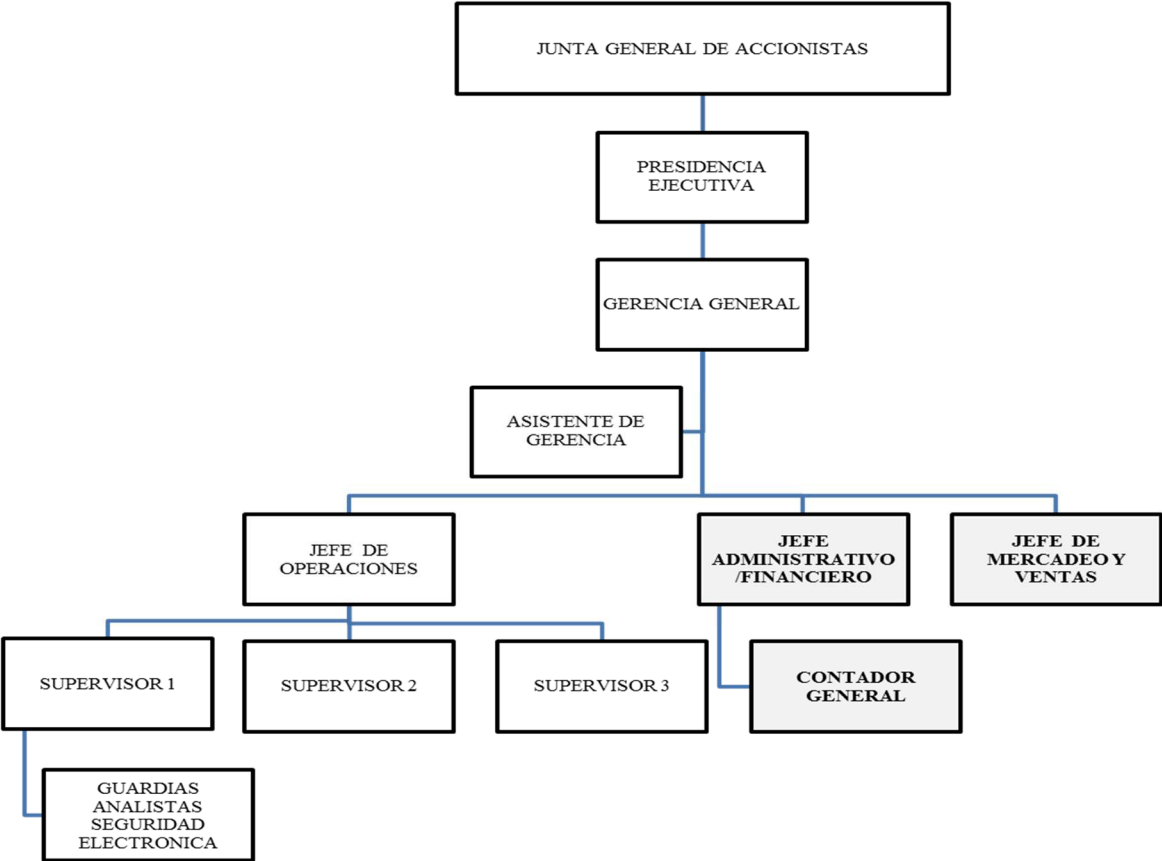 JUNTA GENERAL DE ACCIONISTAS
PRESIDENCIA
EJECUTIVA
GERENCIA GENERAL
ASISTENTE DE
GERENCIA
JEFE DE
OPERACIONES
JEFE
ADMINISTRATIVO
/FINANCIERO
JEFE DE
MERCADEO Y
VENTAS
SUPERVISOR 1
SUPERVISOR 2
SUPERVISOR 3
CONTADOR
GENERAL
GUARDIAS
ANALISTAS
SEGURIDAD
ELECTRONICA